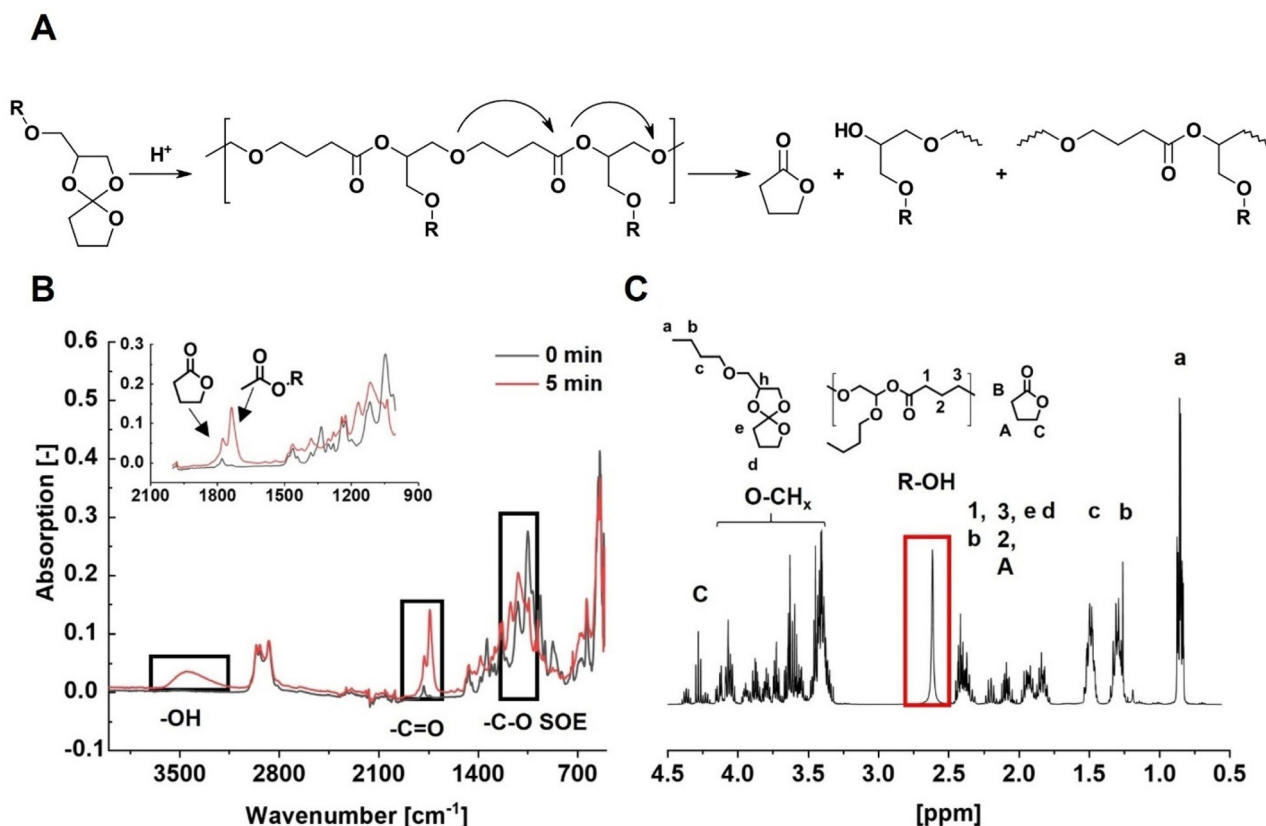 A
R
O
O
O
O
H+
O
O
O
R
O
O
O
O
R
O
O
O
+
HO
O
O
R
+
O
O
O
O
R
B
0.6
0.5
0.4
0.3
0.2
0.1
0.0
-0.1
Absorption [-]
0.3
0.2
0.1
0.0
2100 1800 1500 1200 900
O
O
O
O
R
0 min
5 min
-OH
-C=O
-C-O SOE
3500 2800 2100 1400 700
Wavenumber [cm-1]
C
a b
c
O
h
O O
O
e
d
O
O
O
O
1
2
3
B
O
O
A C
O-CHx
C
R-OH
1, 3, e d
b 2,
A
c
b
a
4.5 4.0 3.5 3.0 2.5 2.0 1.5 1.0 0.5
[ppm]